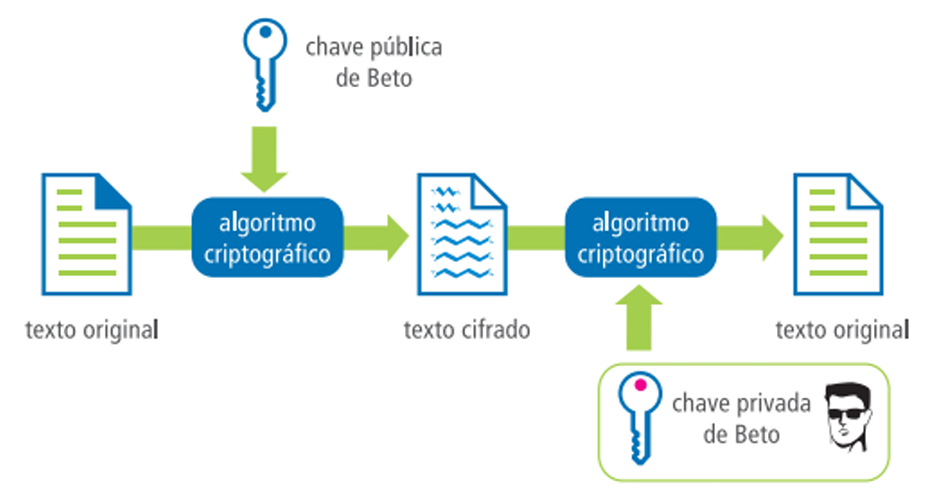 chave pública
de Beto
algoritmo
criptográfico
algoritmo
criptográfico
texto original
texto cifrado
texto original
chave privada
de Beto